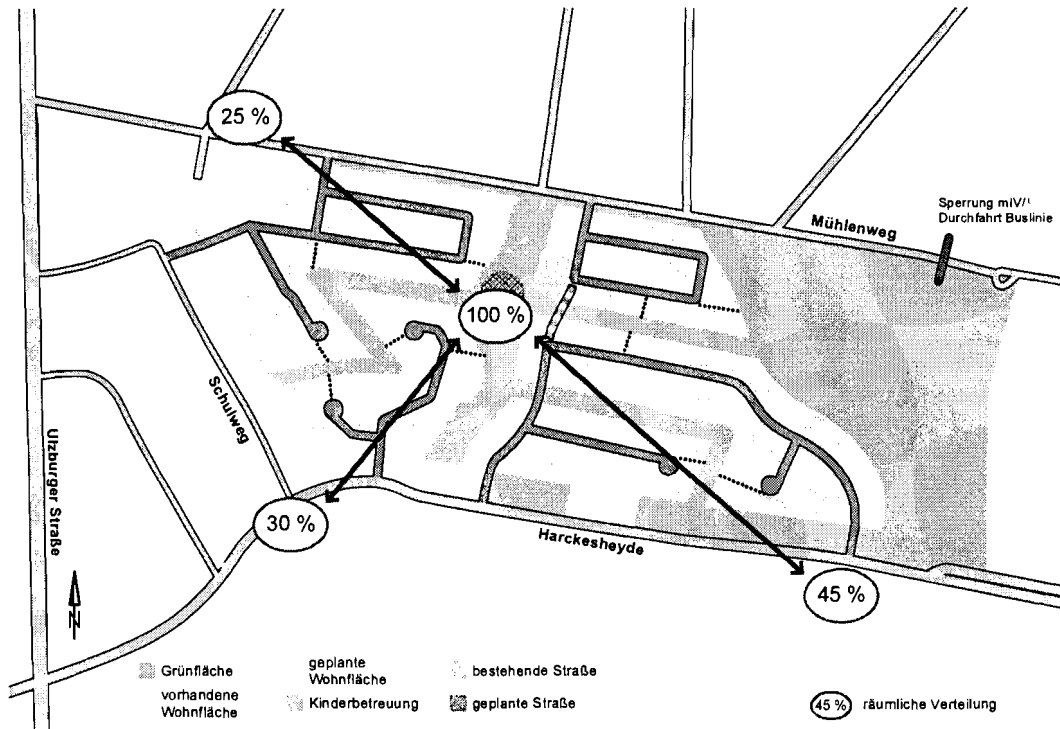 25 %
Sperrung mIV/
Durchfahrt Buslinie
Mühlenweg
100 %
Schulweg
Ulzburger Straße
30 %
Harckesheyde
45 %
N
Grünfläche
geplante
Wohnfläche
bestehende Straße
vorhandene
Wohnfläche
Kinderbetreuung
geplante Straße
45 %
räumliche Verteilung